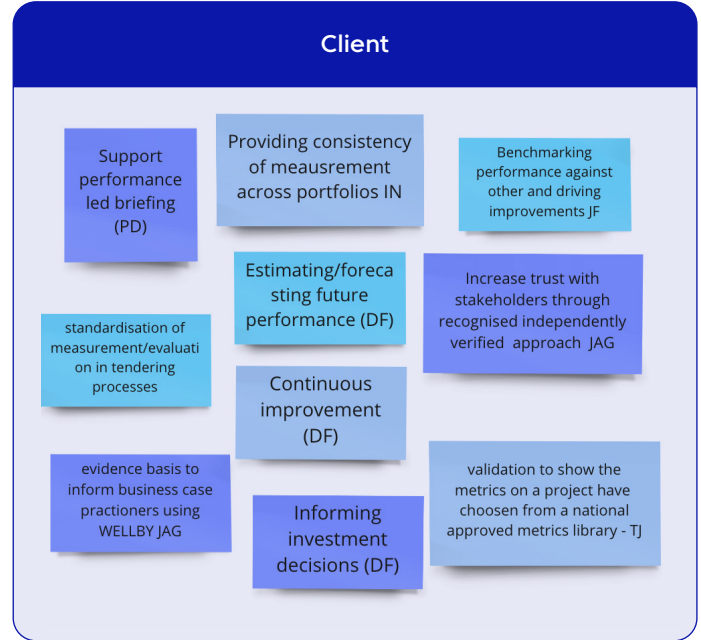 Client
Support
performance
led briefing
(PD)
Providing consistency
of meausrement
across portfolios IN
Benchmarking
performance against
other and driving
improvements JF
Estimating/foreca
sting future
performance (DF)
Increase trust with
stakeholders through
recognised independently
verified approach JAG
standardisation of
measurement/evaluati
on in tendering
processes
Continuous
improvement
(DF)
evidence basis to
inform business case
practioners using
WELLBY JAG
Informing
investment
decisions (DF)
validation to show the
metrics on a project have
choosen from a national
approved metrics library - TJ